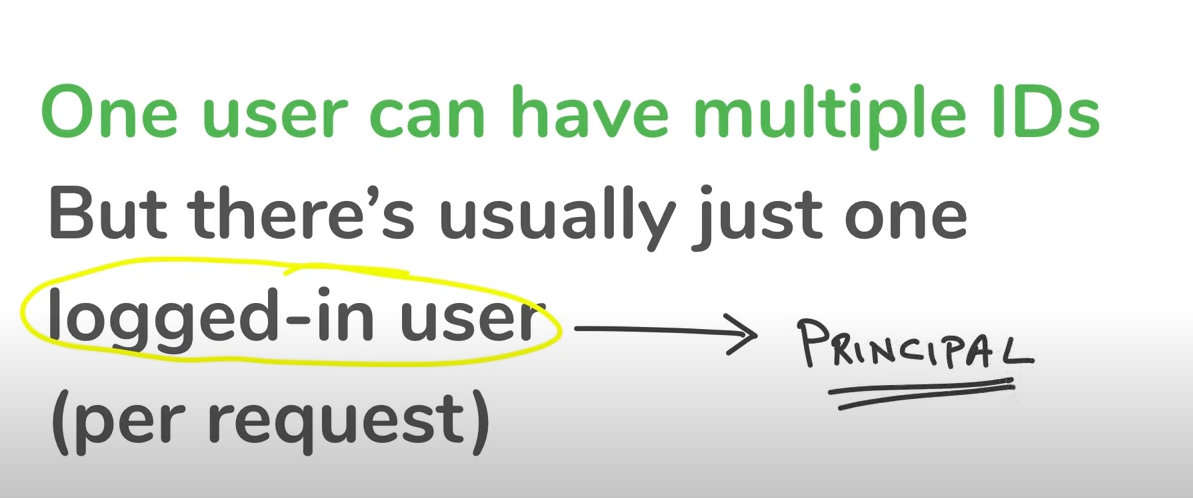 One user can have multiple IDs
But there’s usually just one
logged-in user → PRINCIPAL
(per request)